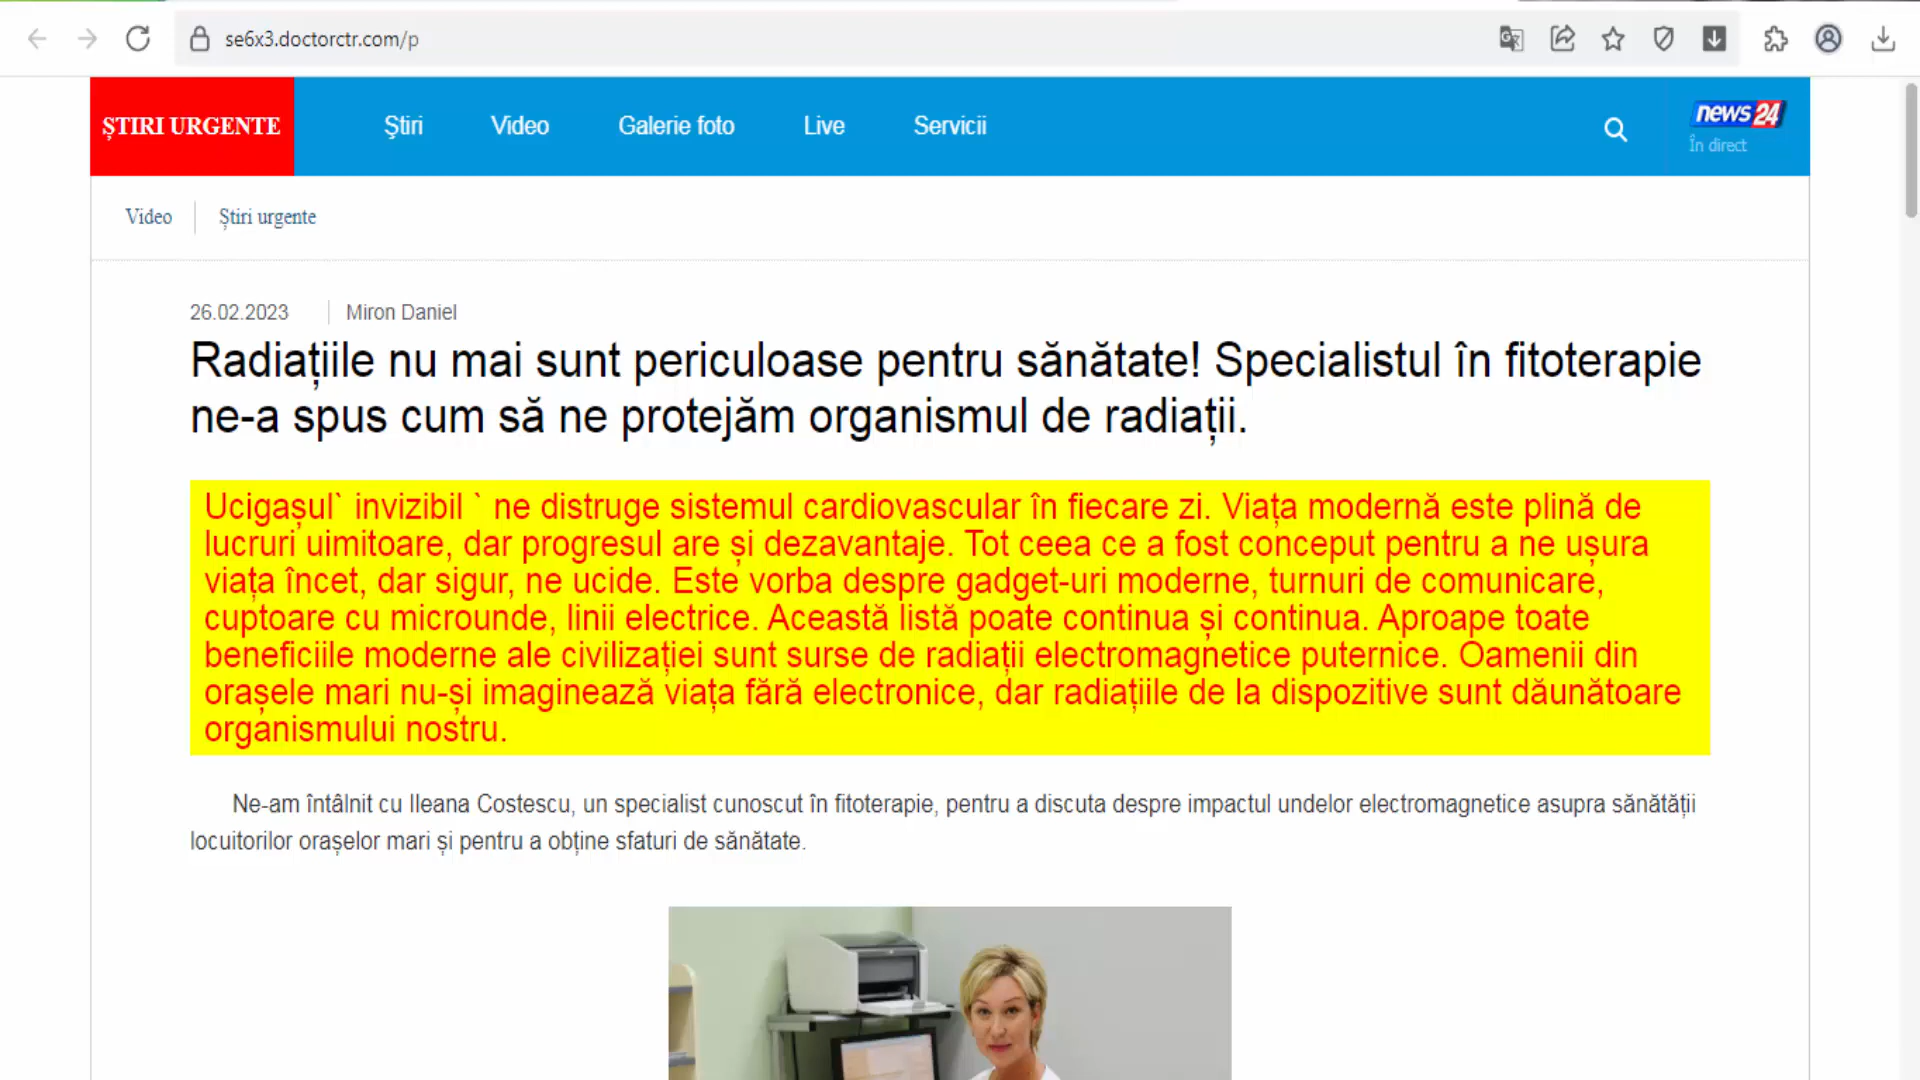 se6x3.doctorctr.com/p
ȘTIRI URGENTE
Ştiri
Video
Galerie foto
Live
Servicii
news 24
În direct
Video
Știri urgente
26.02.2023
Miron Daniel
Radiațiile nu mai sunt periculoase pentru sănătate! Specialistul în fitoterapie
ne-a spus cum să ne protejăm organismul de radiații.
Ucigașul` invizibil ` ne distruge sistemul cardiovascular în fiecare zi. Viața modernă este plină de
lucruri uimitoare, dar progresul are și dezavantaje. Tot ceea ce a fost conceput pentru a ne ușura
viața încet, dar sigur, ne ucide. Este vorba despre gadget-uri moderne, turnuri de comunicare,
cuptoare cu microunde, linii electrice. Această listă poate continua și continua. Aproape toate
beneficiile moderne ale civilizației sunt surse de radiații electromagnetice puternice. Oamenii din
orașele mari nu-și imaginează viața fără electronice, dar radiațiile de la dispozitive sunt dăunătoare
organismului nostru.
Ne-am întâlnit cu Ileana Costescu, un specialist cunoscut în fitoterapie, pentru a discuta despre impactul undelor electromagnetice asupra sănătății
locuitorilor orașelor mari și pentru a obține sfaturi de sănătate.